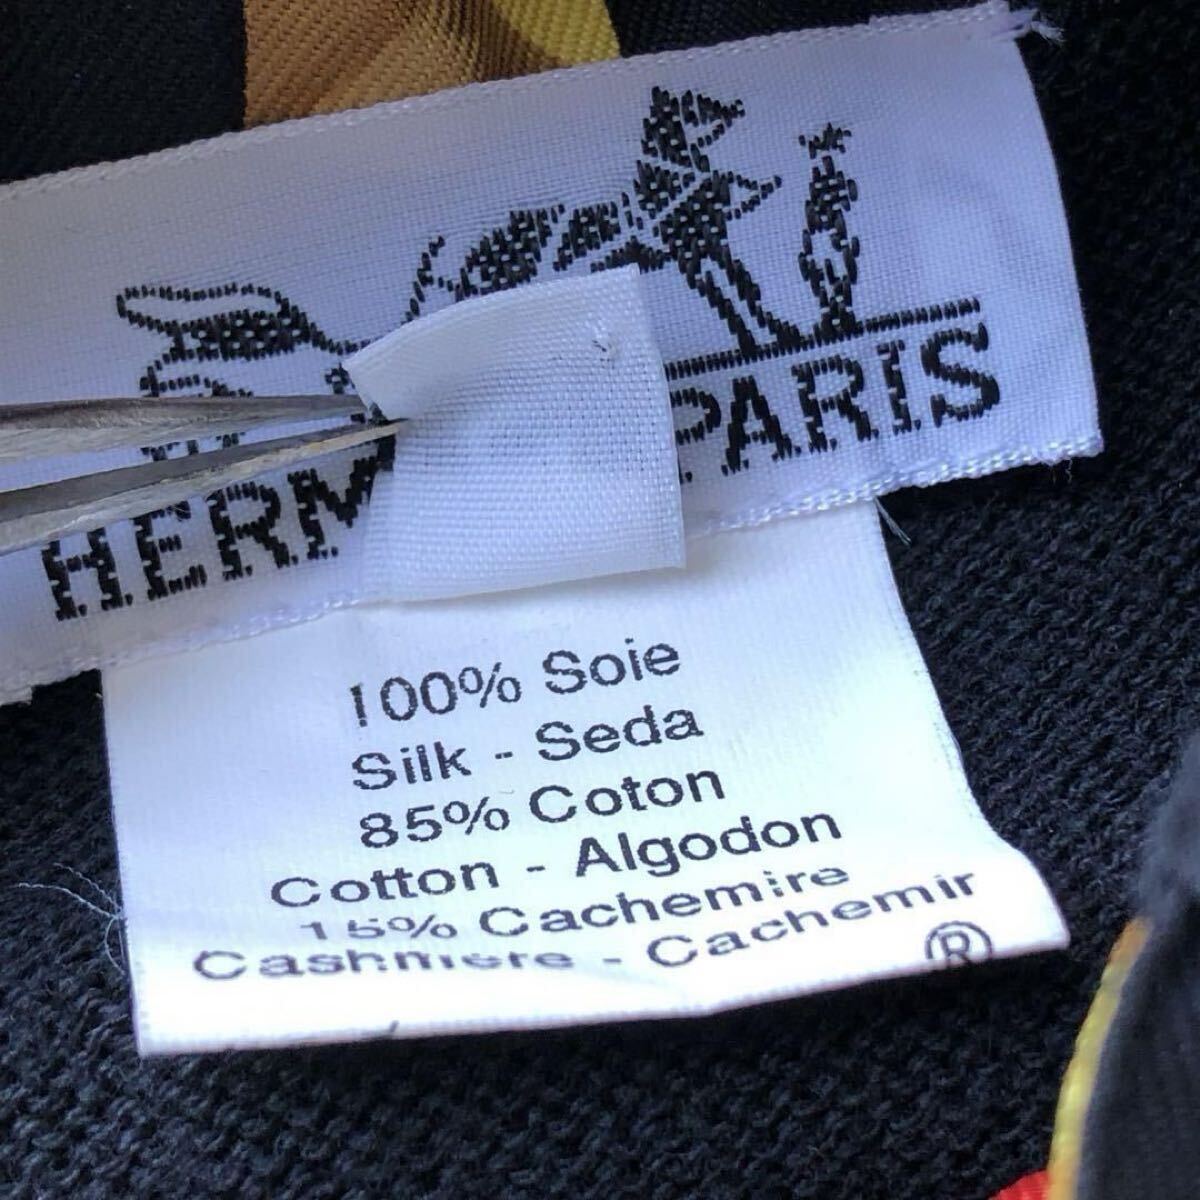 HERM PARIS
100% Soie
Silk - Seda
85% Coton
Cotton - Algodon
15% Cachemire
Cashmere - Cachemir
®